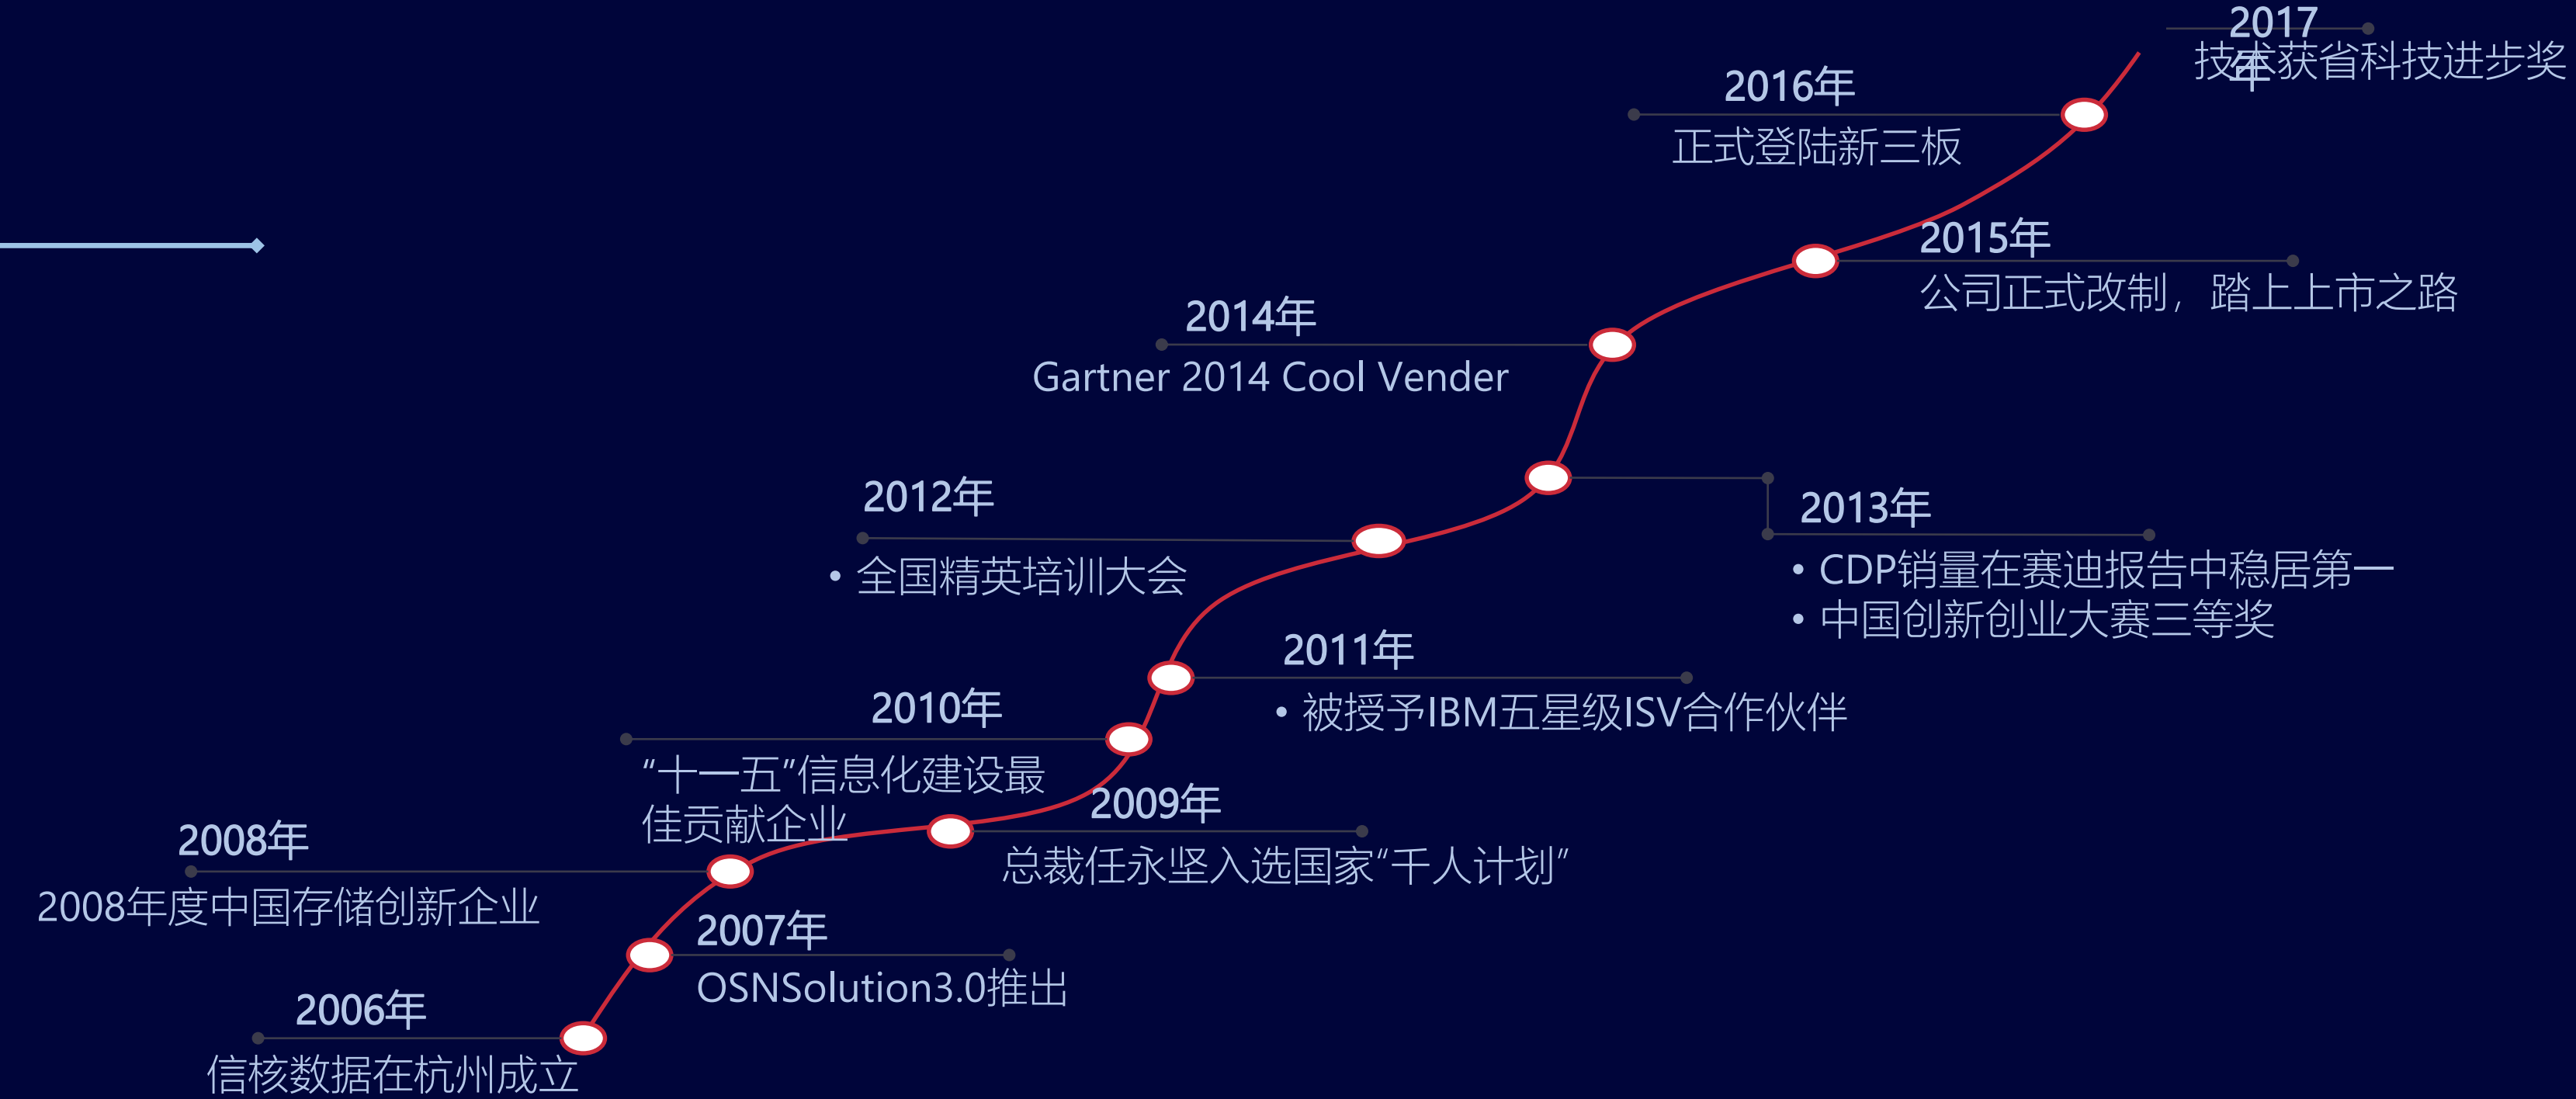 2017年
技术获省科技进步奖
2016年
正式登陆新三板
2015年
公司正式改制，踏上上市之路
2014年
Gartner 2014 Cool Vender
2012年
• 全国精英培训大会
2013年
• CDP销量在赛迪报告中稳居第一
• 中国创新创业大赛三等奖
2011年
• 被授予IBM五星级ISV合作伙伴
2010年
“十一五”信息化建设最
佳贡献企业
2009年
总裁任永坚入选国家“千人计划”
2008年
2008年度中国存储创新企业
2007年
OSNSolution3.0推出
2006年
信核数据在杭州成立